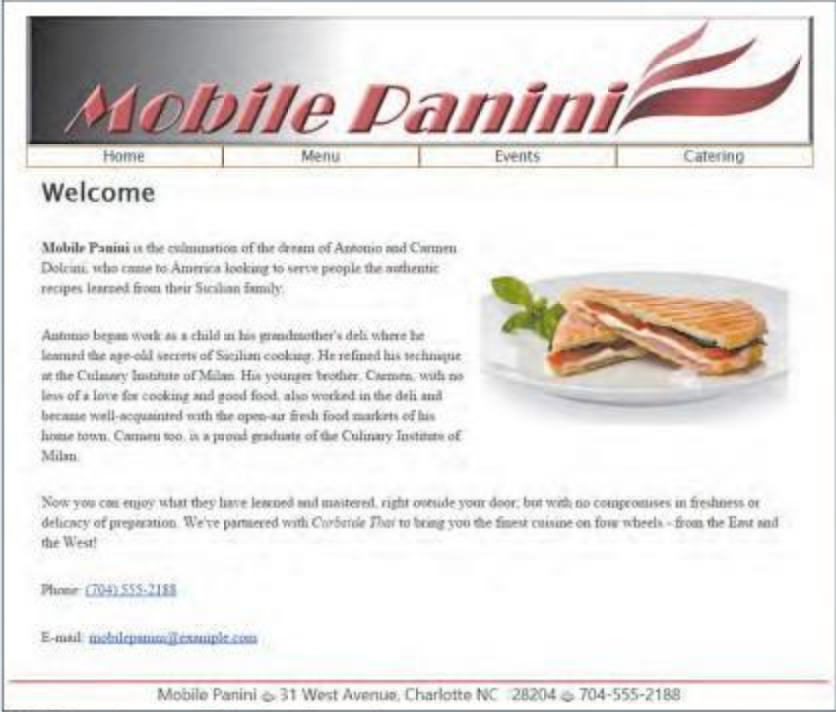 Mobile Panini
Home Menu Events Catering
Welcome
Mobile Panini is the culmination of the dream of Antonio and Carmen
Dolcini, who came to America looking to serve people the authentic
recipes learned from their Sicilian family.
Antonio began work as a child in his grandmother's deli where he
learned the age-old secrets of Sicilian cooking. He refined his technique
at the Culinary Institute of Milan. His younger brother, Carmen, with no
less of a love for cooking and good food, also worked in the deli and
became well-acquainted with the open-air fresh food markets of his
home town. Carmen too, is a proud graduate of the Culinary Institute of
Milan.
Now you can enjoy what they have learned and mastered, right outside your door, but with no compromises in freshness or
delicacy of preparation. We've partnered with Curbside Thai to bring you the finest cuisine on four wheels - from the East and
the West!
Phone: (704) 555-2188
E-mail: mobilepanini@example.com
Mobile Panini 31 West Avenue, Charlotte NC 28204 704-555-2188